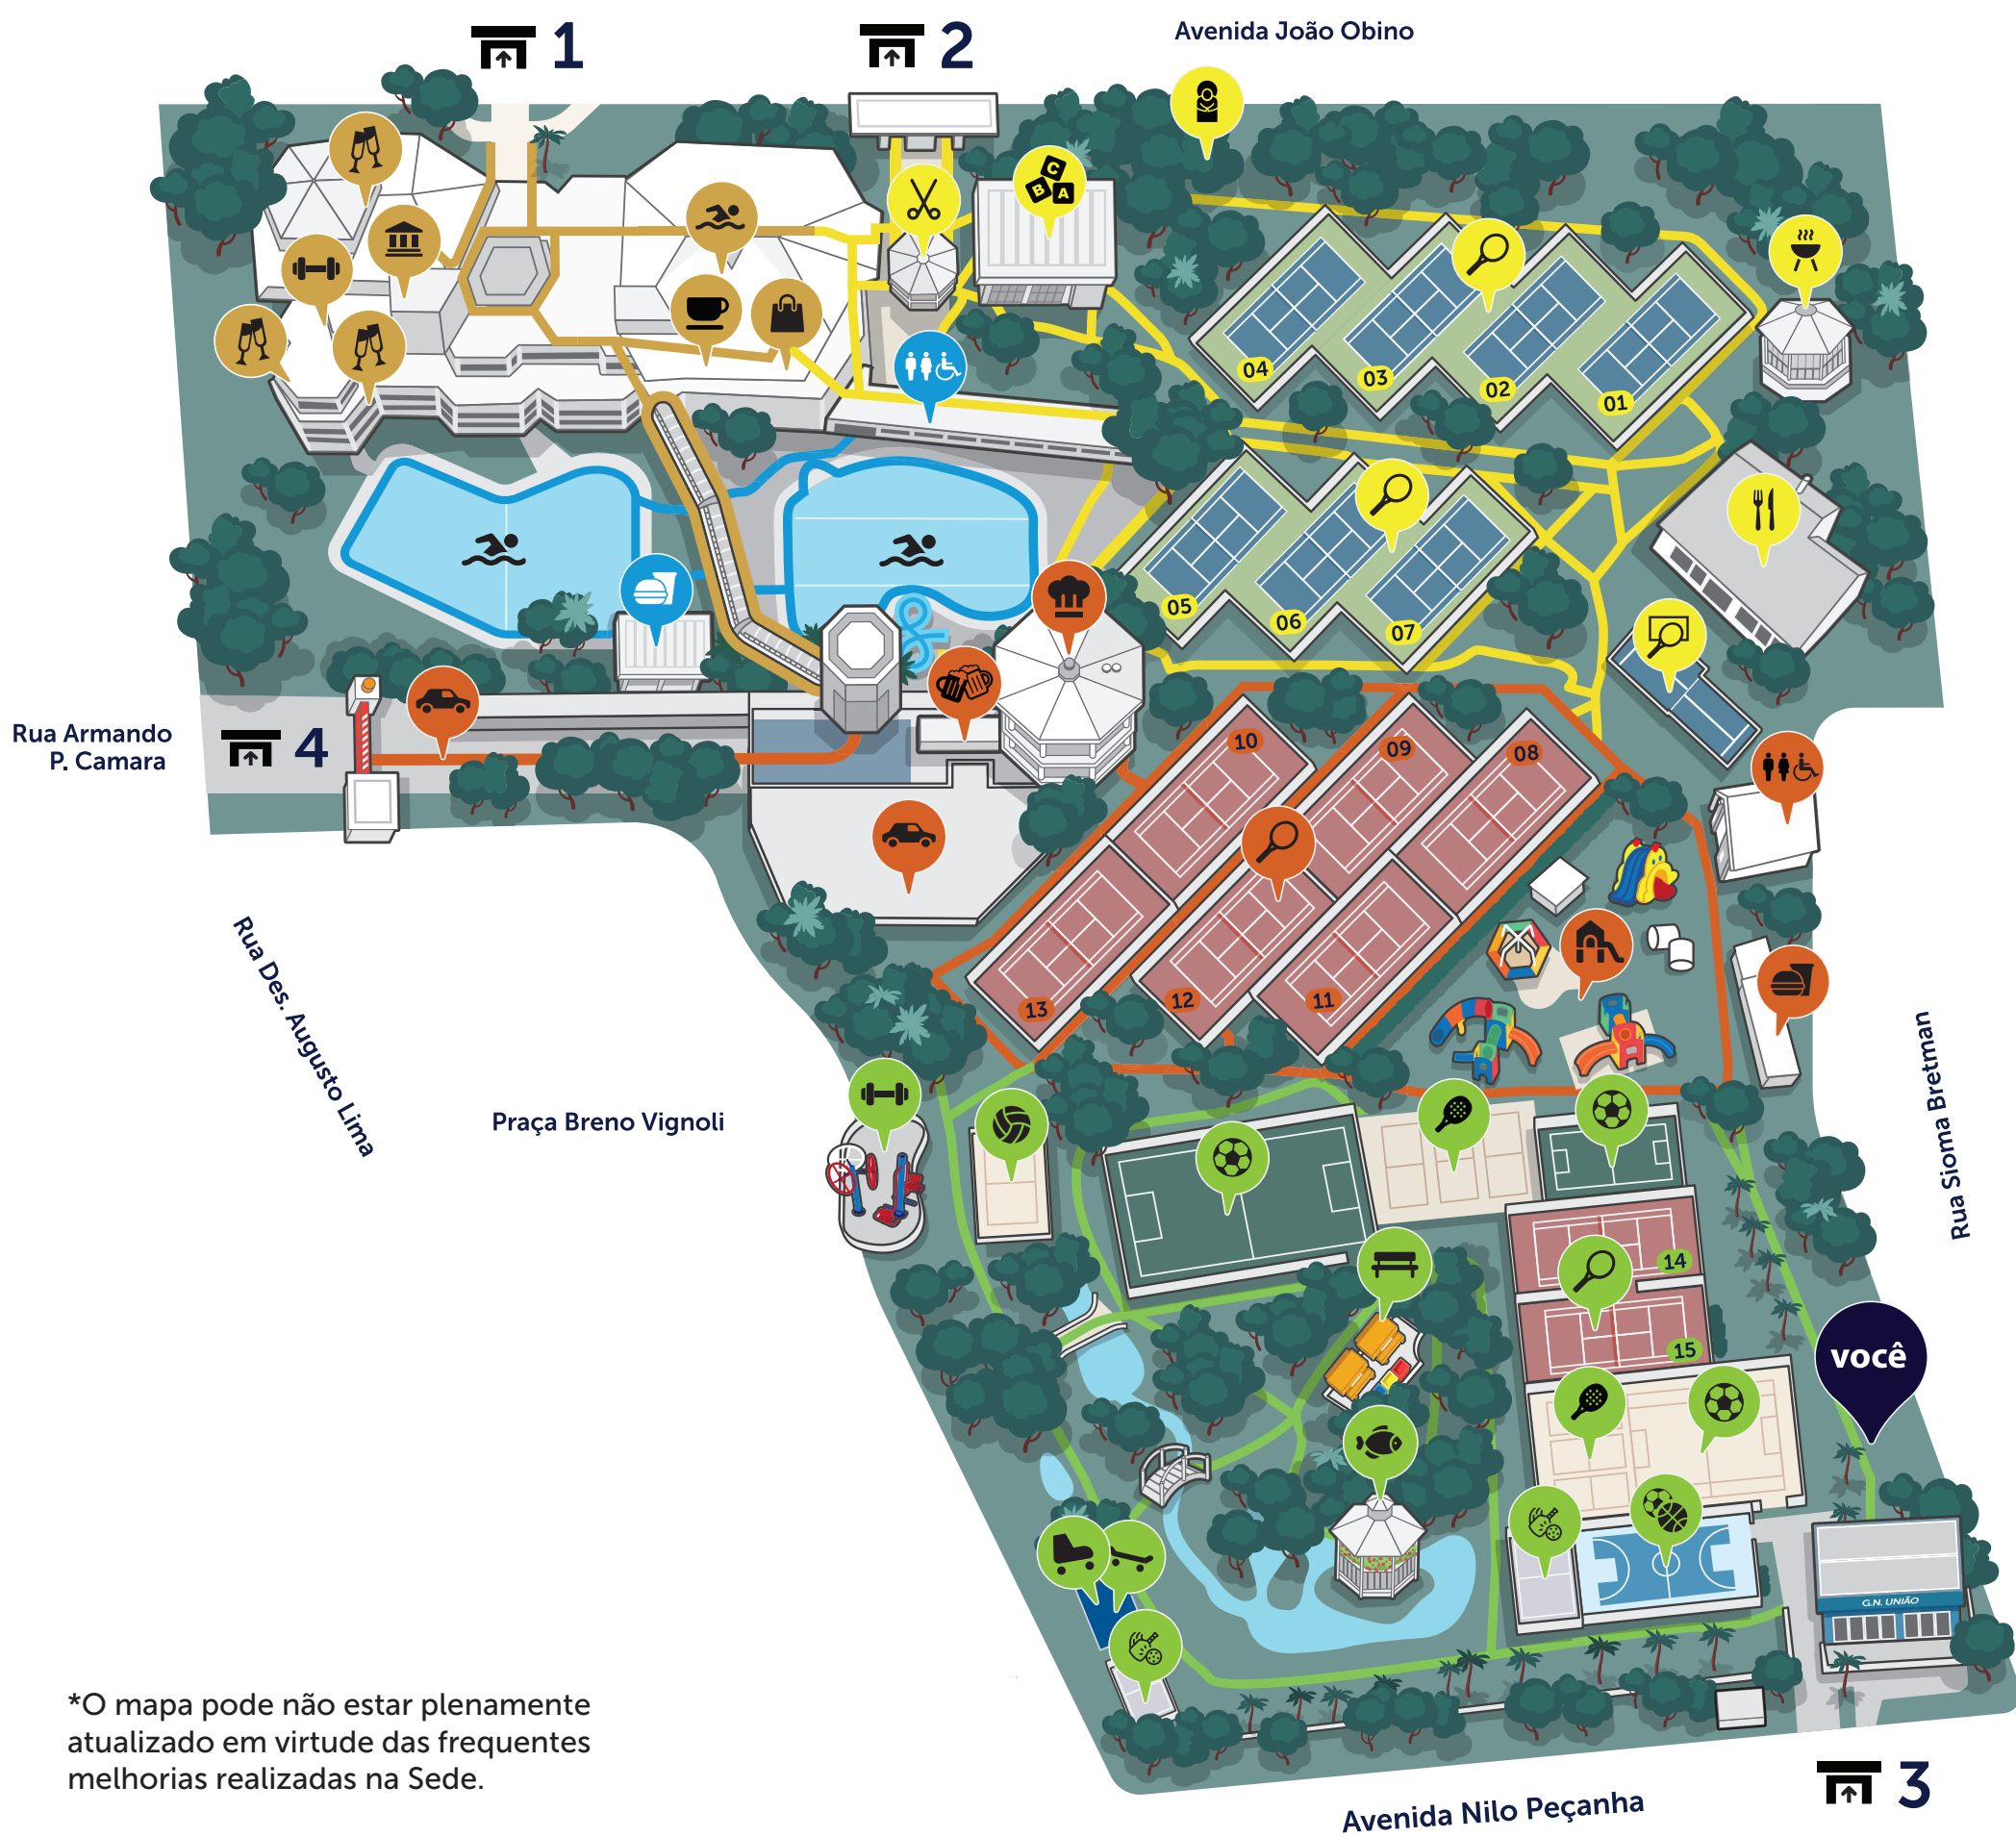 1
2
Avenida João Obino
C
B A
04
03
02
01
05
06
07
Rua Armando
P. Camara
4
10
09
08
13
12
11
Rua Des. Augusto Lima
Praça Breno Vignoli
Rua Sioma Bretman
14
15
você
G.N. UNIÃO
*O mapa pode não estar plenamente
atualizado em virtude das frequentes
melhorias realizadas na Sede.
3
Avenida Nilo Peçanha